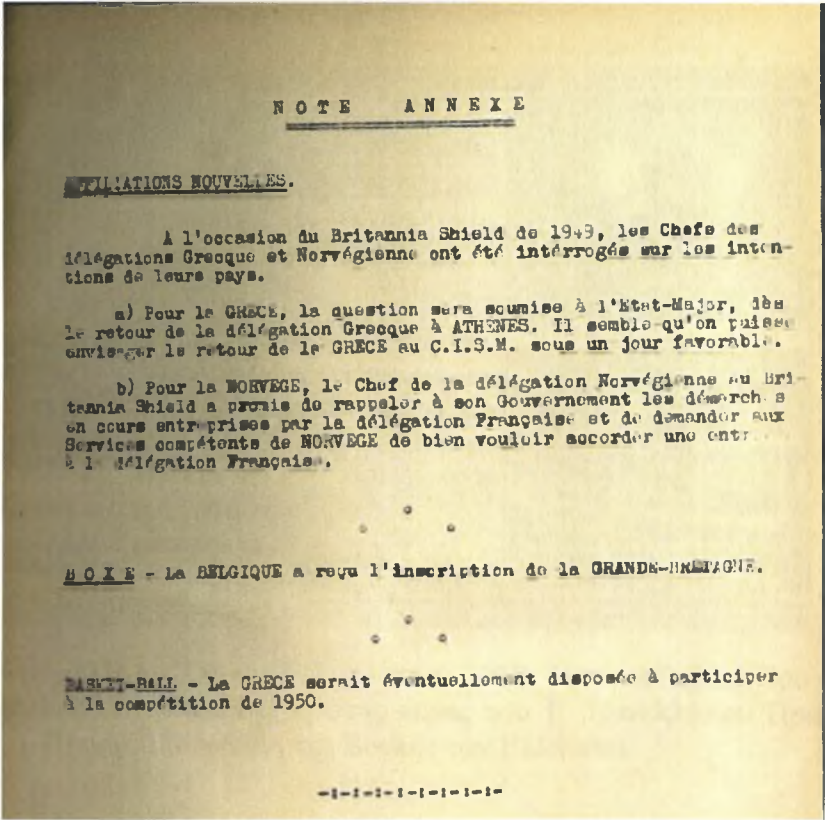 NOTE ANNEXE
AFFILIATIONS NOUVELLES.
A l'occasion du Britannia Shield de 1949, les Chefs des
délégations Grecque et Norvégienne ont été intérrogés sur les inten-
tions de leurs pays.
a) Pour la GRECE, la question sera soumise à l'Etat-Major, dès
le retour de la délégation Grecque à ATHENES. Il semble qu'on puisse
envisager le retour de la GRECE au C.I.S.M. sous un jour favorable.
b) Pour la NORVEGE, le Chef de la délégation Norvégienne au Bri-
tannia Shield a promis de rappeler à son Gouvernement les démarches
en cours entreprises par la délégation Française et de demander aux
Services compétents de NORVEGE de bien vouloir accorder une
à la délégation Française.
BOXE - La BELGIQUE a reçu l'inscription de la GRANDE-BRETAGNE.
BASKET-BALL - La GRECE serait éventuellement disposée à participer
à la compétition de 1950.
-:-:-:-:-:-:-:-:-